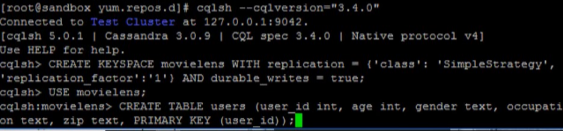 [root@sandbox yum.repos.d]# cqlsh --cqlversion="3.4.0"
Connected to Test Cluster at 127.0.0.1:9042.
[cqlsh 5.0.1 | Cassandra 3.0.9 | CQL spec 3.4.0 | Native protocol v4]
Use HELP for help.
cqlsh> CREATE KEYSPACE movielens WITH replication = {'class': 'SimpleStrategy',
'replication_factor':'1'} AND durable_writes = true;
cqlsh> USE movielens;
cqlsh:movielens> CREATE TABLE users (user_id int, age int, gender text, occupati
on text, zip text, PRIMARY KEY (user_id));